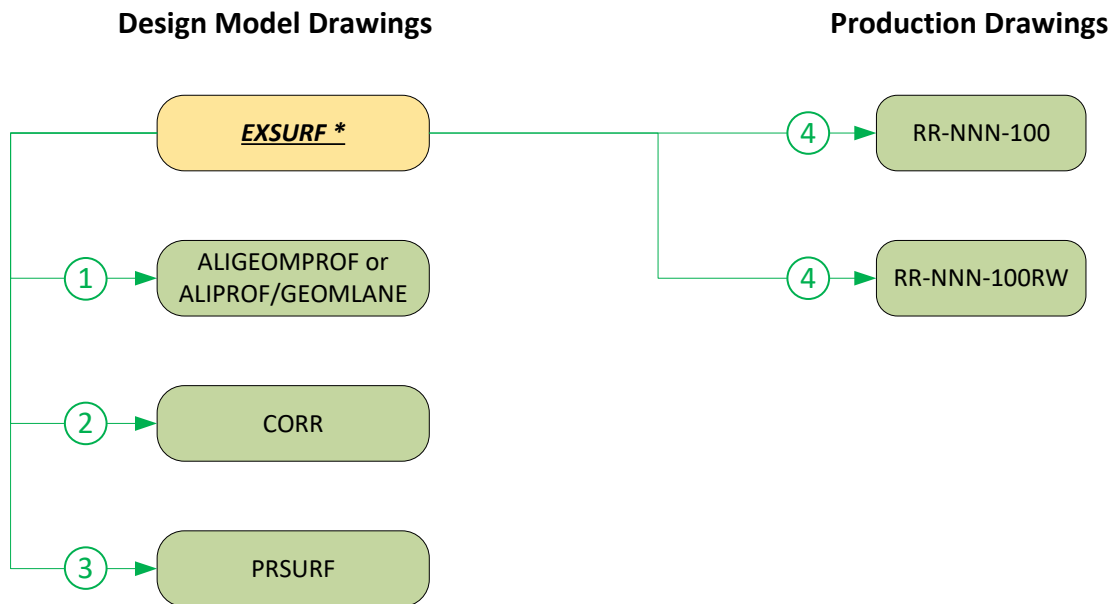 Design Model Drawings
Production Drawings
EXSURF *
4
RR-NNN-100
1
ALIGEOMPROF or
ALIPROF/GEOMLANE
4
RR-NNN-100RW
2
CORR
3
PRSURF